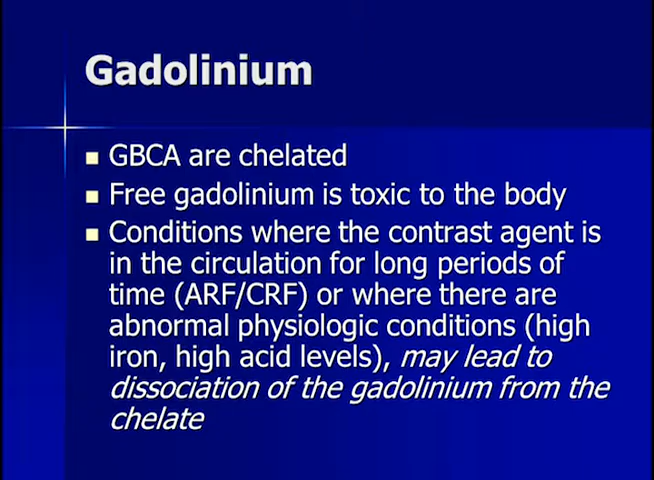 Gadolinium
GBCA are chelated
Free gadolinium is toxic to the body
Conditions where the contrast agent is
in the circulation for long periods of
time (ARF/CRF) or where there are
abnormal physiologic conditions (high
iron, high acid levels), may lead to
dissociation of the gadolinium from the
chelate